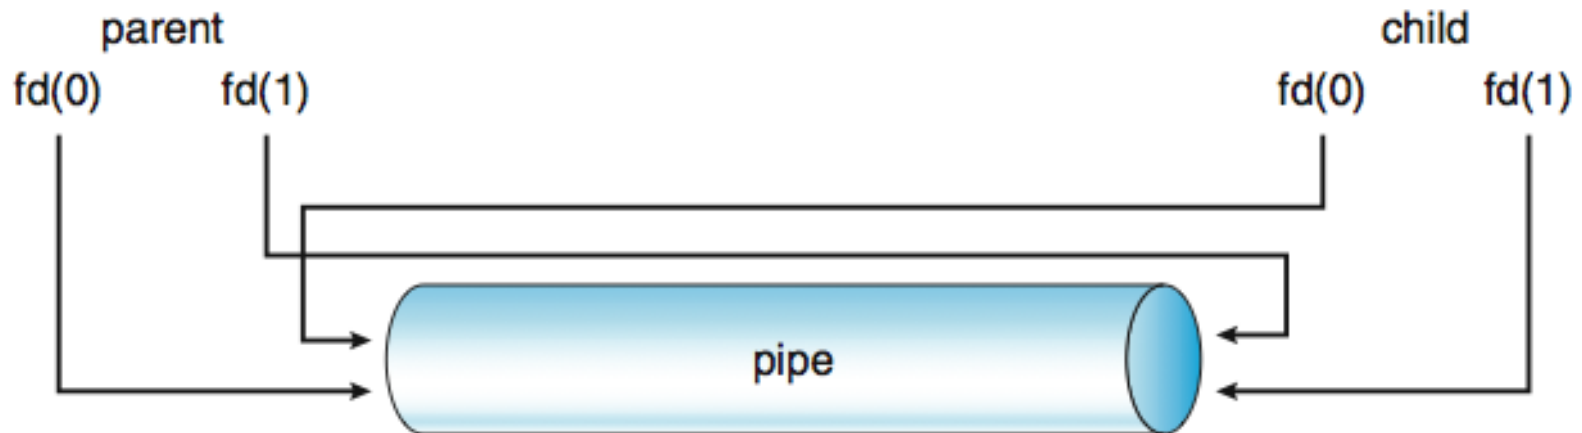 parent child
fd(0) fd(1) fd(0) fd(1)
pipe